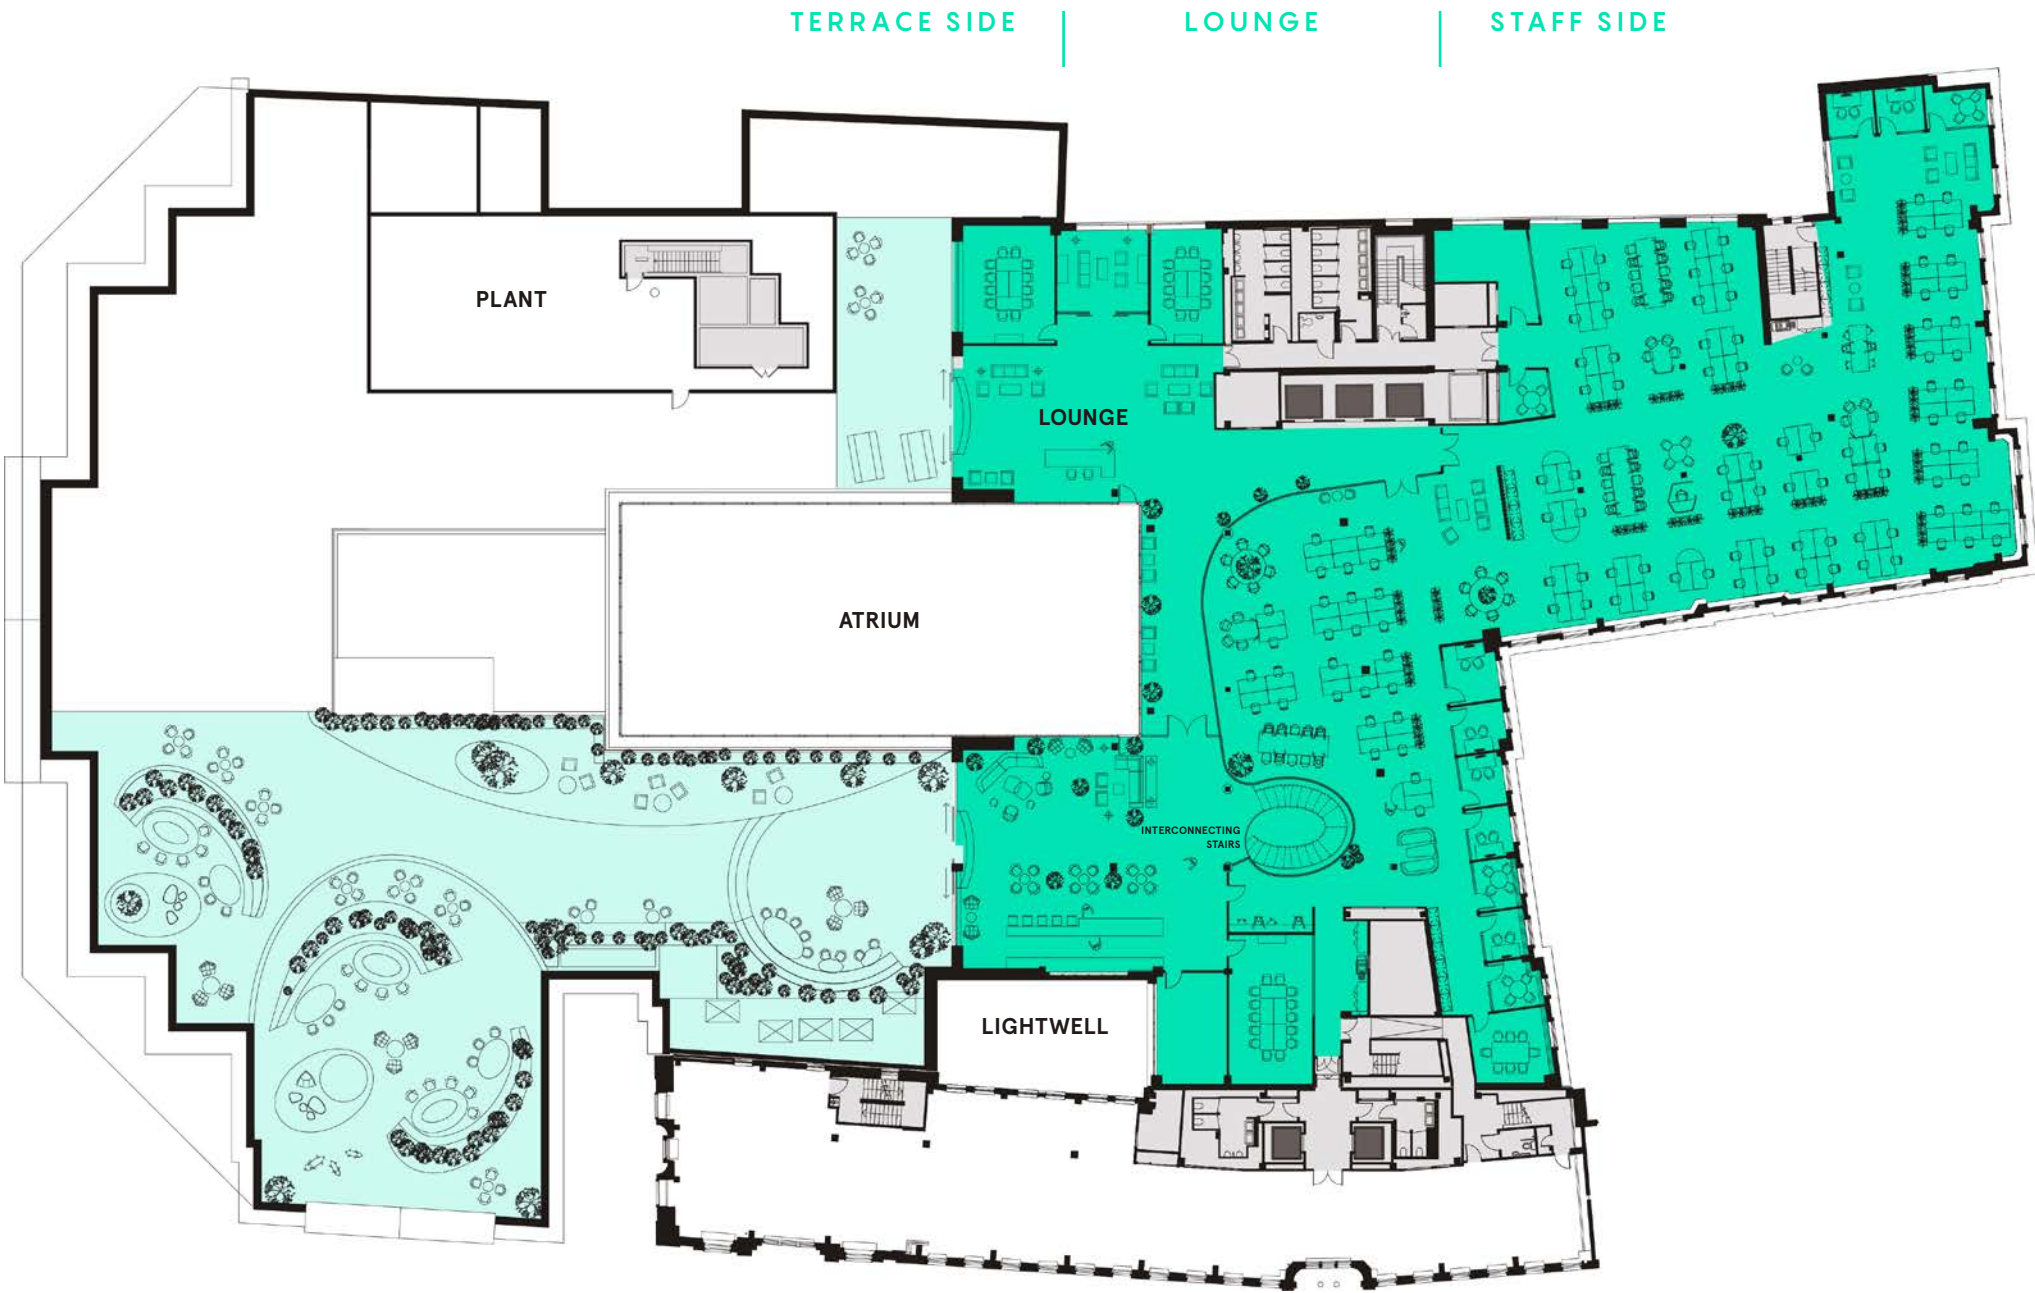 TERRACE SIDE
LOUNGE
STAFF SIDE
PLANT
LOUNGE
ATRIUM
INTERCONNECTING
STAIRS
LIGHTWELL